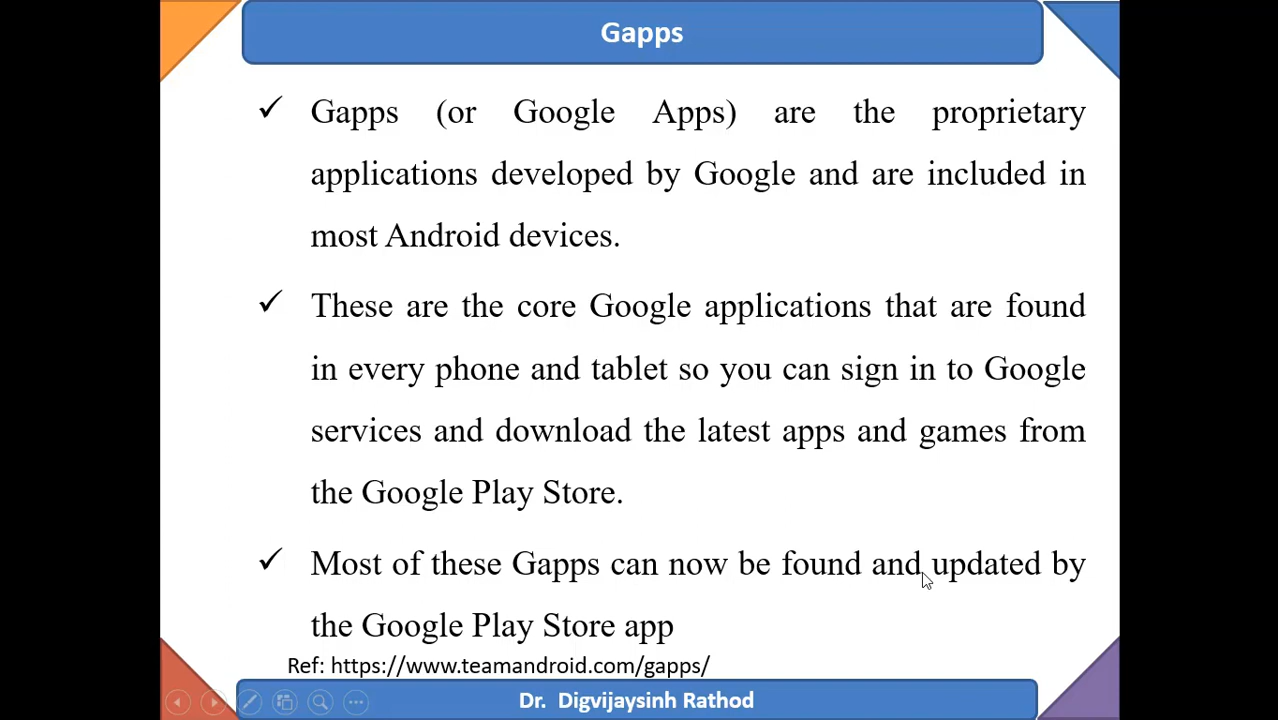 Gapps
✓ Gapps (or Google Apps) are the proprietary
applications developed by Google and are included in
most Android devices.
✓ These are the core Google applications that are found
in every phone and tablet so you can sign in to Google
services and download the latest apps and games from
the Google Play Store.
✓ Most of these Gapps can now be found and updated by
the Google Play Store app
Ref: https://www.teamandroid.com/gapps/
Dr. Digvijaysinh Rathod